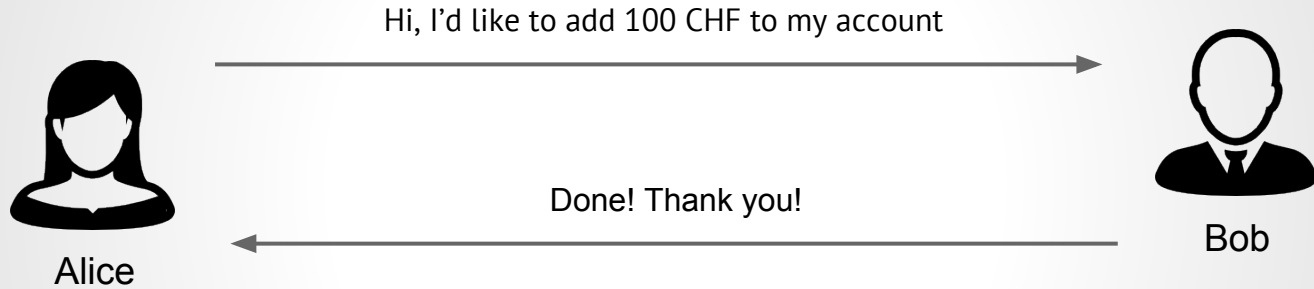 Hi, I’d like to add 100 CHF to my account
Done! Thank you!
Alice
Bob